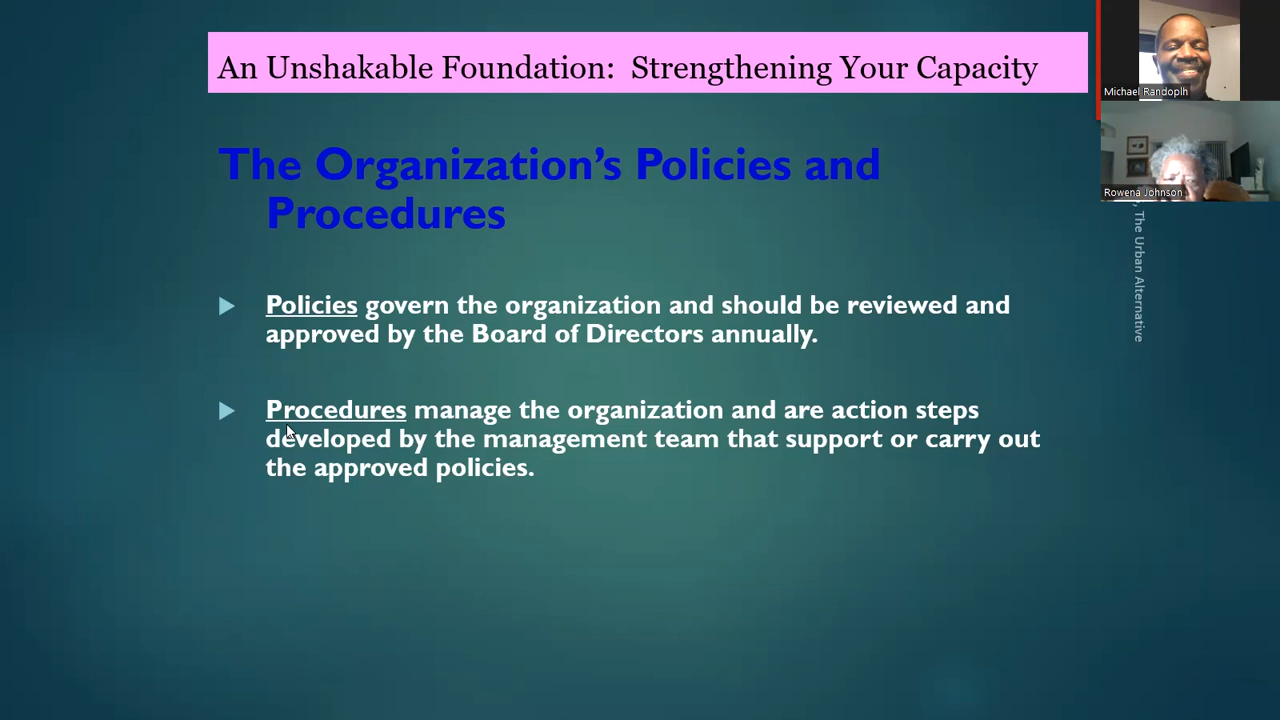 An Unshakable Foundation: Strengthening Your Capacity
The Organization's Policies and
Procedures
Policies govern the organization and should be reviewed and
approved by the Board of Directors annually.
Procedures manage the organization and are action steps
developed by the management team that support or carry out
the approved policies.
Michael Randoplh
Rowena Johnson
The Urban Alternative